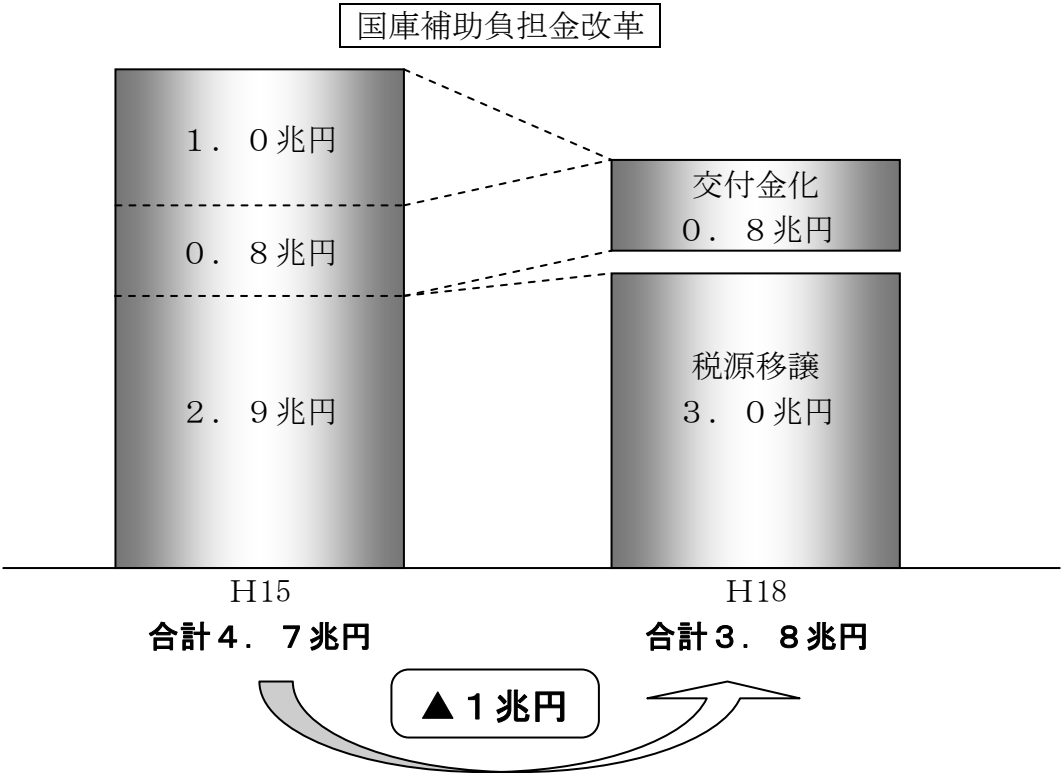 国庫補助負担金改革
１．０兆円
０．８兆円
２．９兆円
交付金化
０．８兆円
税源移譲
３．０兆円
H15
合計４．７兆円
H18
合計３．８兆円
▲１兆円